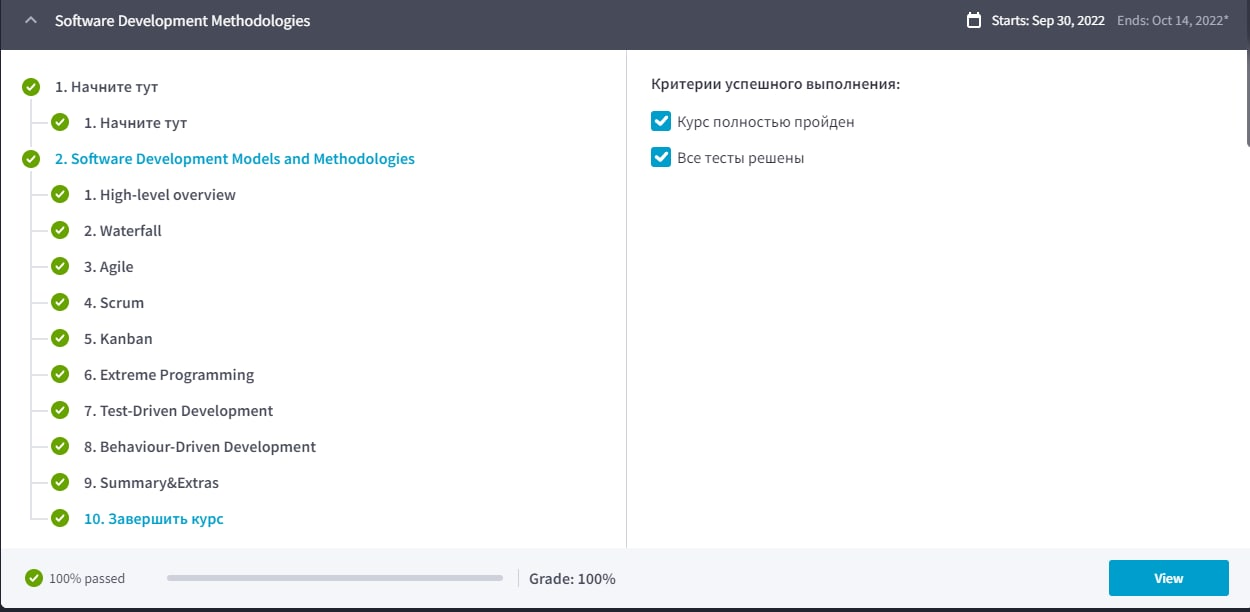 Software Development Methodologies
Starts: Sep 30, 2022 Ends: Oct 14, 2022*
1. Начните тут
1. Начните тут
2. Software Development Models and Methodologies
1. High-level overview
2. Waterfall
3. Agile
4. Scrum
5. Kanban
6. Extreme Programming
7. Test-Driven Development
8. Behaviour-Driven Development
9. Summary&Extras
10. Завершить курс
Критерии успешного выполнения:
Курс полностью пройден
Все тесты решены
100% passed
Grade: 100%
View